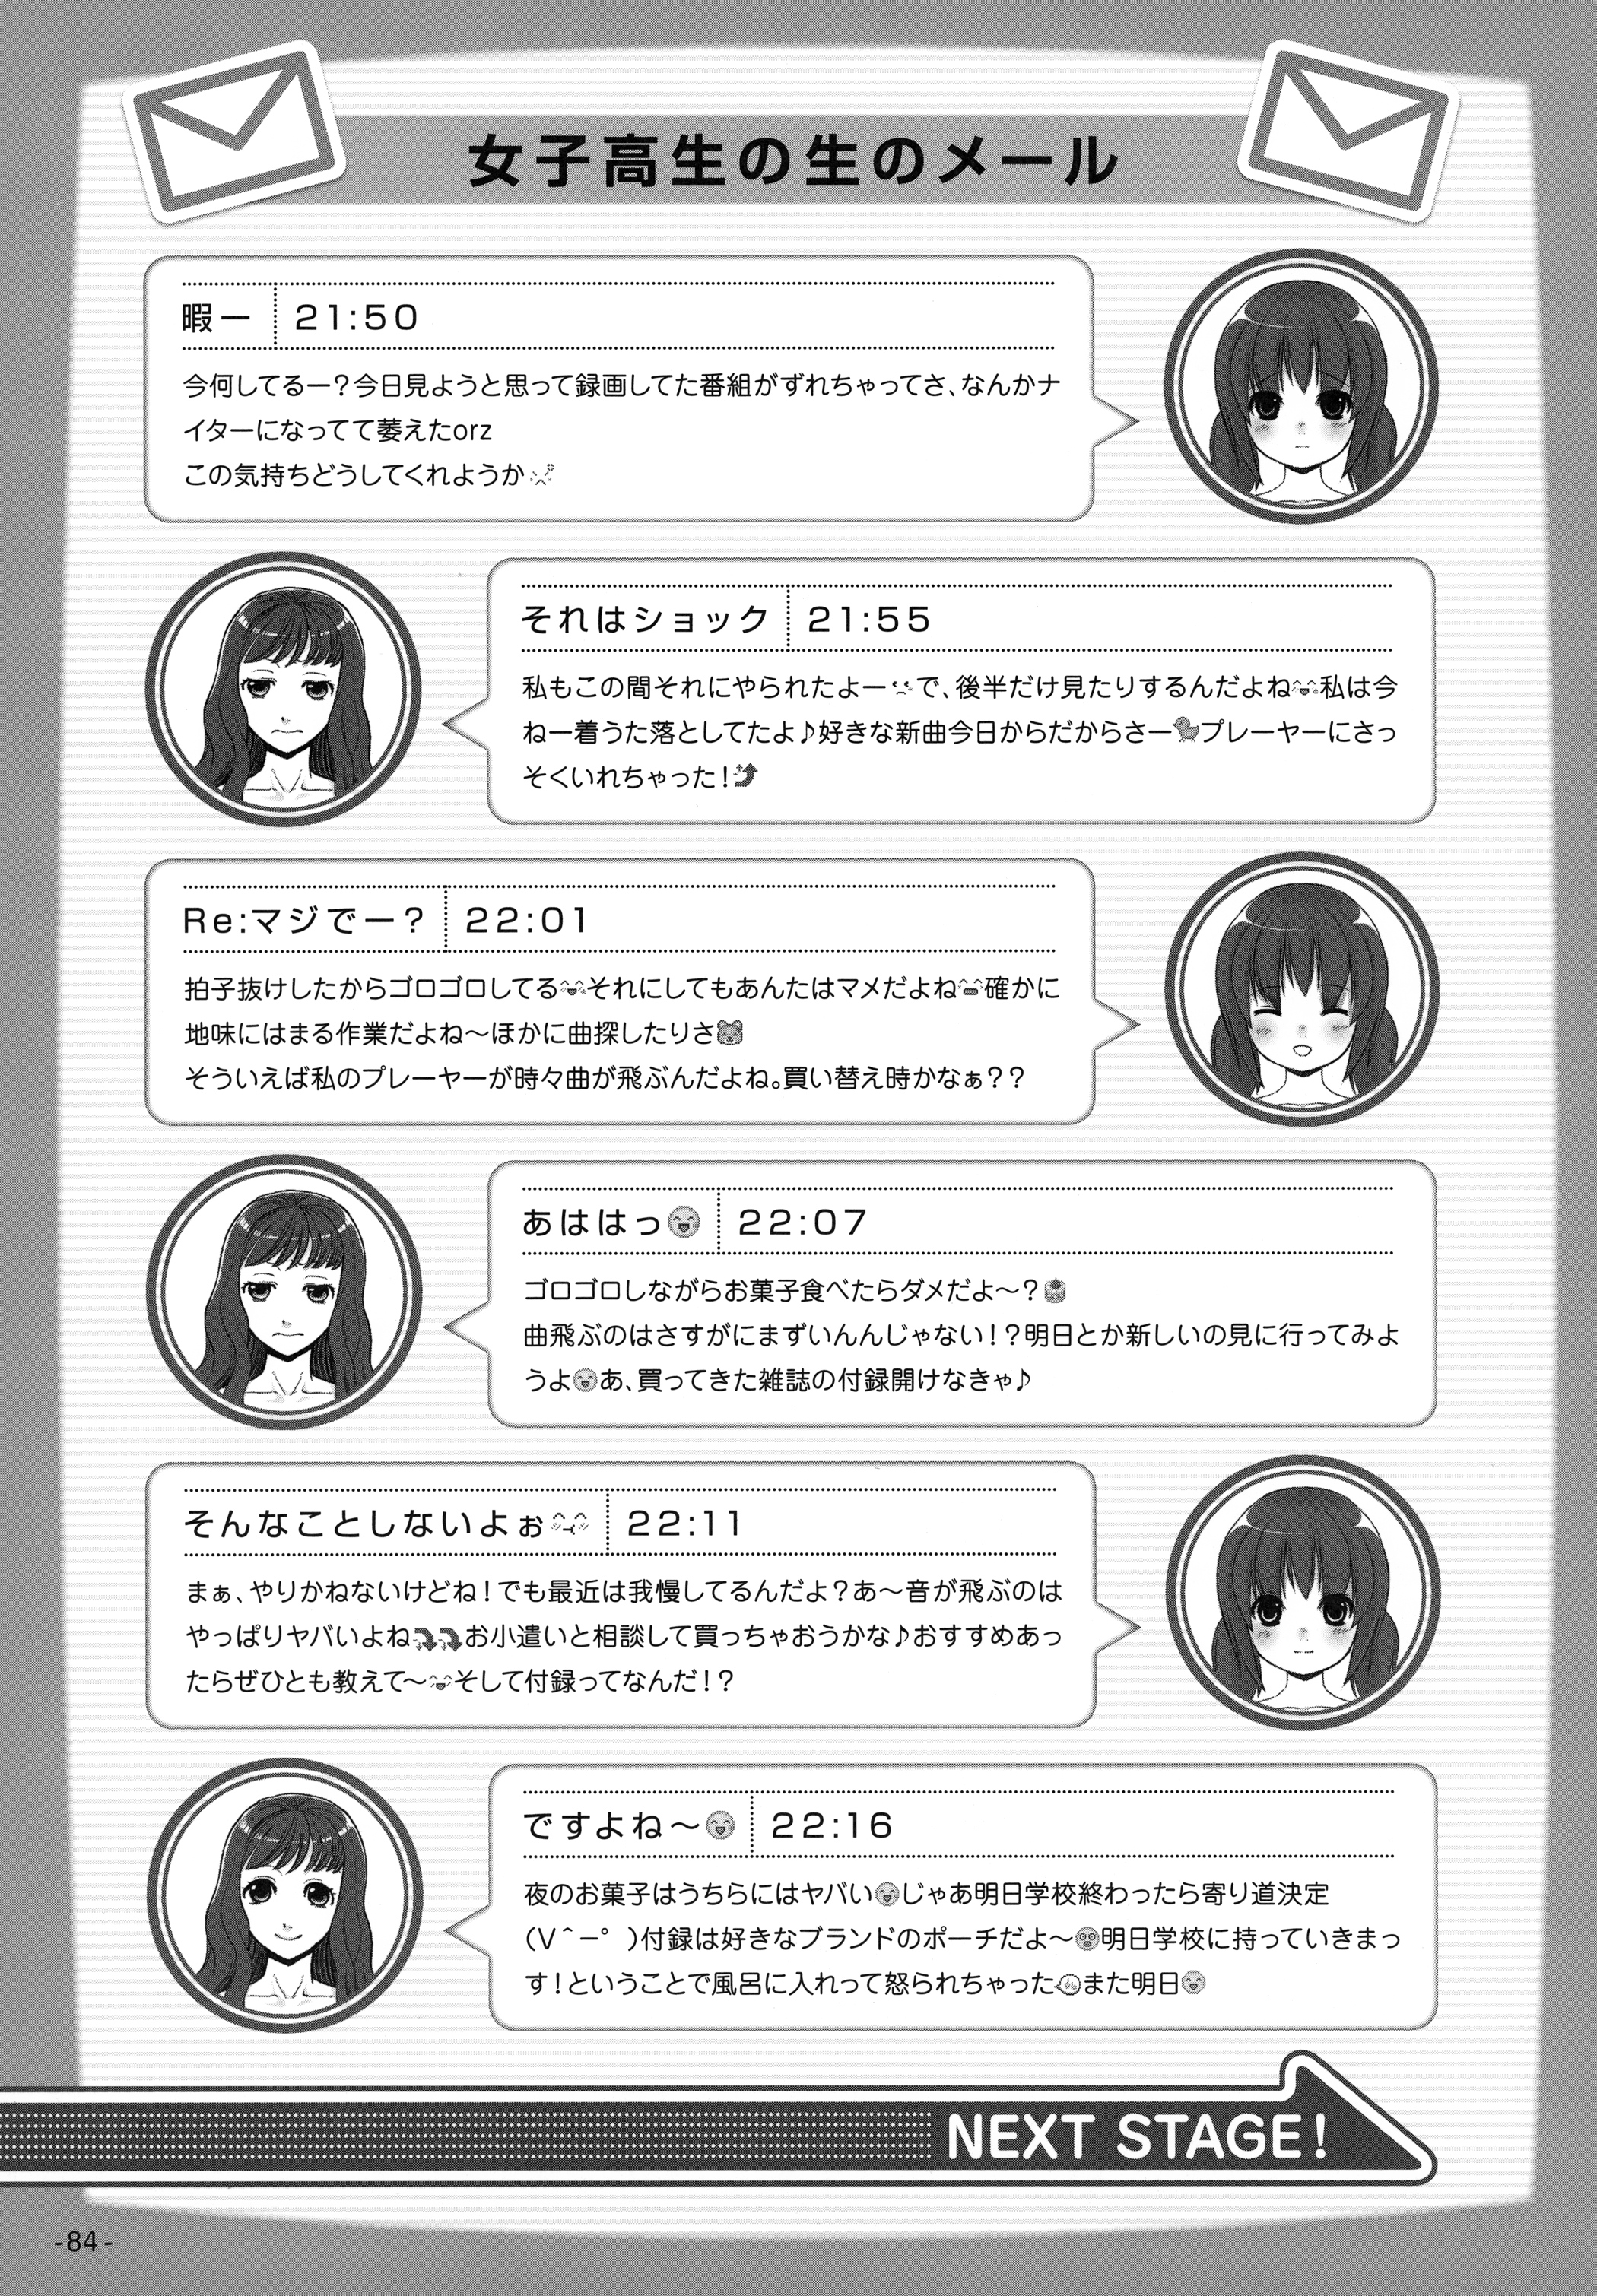 女子高生の生のメール
暇ー 21:50
今何してるー?今日見ようと思って録画してた番組がずれちゃってさ、なんかナ
イターになってて萎えたorz
この気持ちどうしてくれようか
それはショック 21:55
私もこの間それにやられたよーで、後半だけ見たりするんだよね私は今
ねー着うた落としてたよ♪好きな新曲今日からだからさープレーヤーにさっ
そくいれちゃった!
Re:マジでー? 22:01
拍子抜けしたからゴロゴロしてるそれにしてもあんたはマメだよね確かに
地味にはまる作業だよね〜ほかに曲探したりさ
そういえば私のプレーヤーが時々曲が飛ぶんだよね。買い替え時かなぁ??
あははっ 22:07
ゴロゴロしながらお菓子食べたらダメだよ〜?
曲飛ぶのはさすがにまずいんんじゃない!?明日とか新しいの見に行ってみよ
うよあ、買ってきた雑誌の付録開けなきゃ♪
そんなことしないよぉ 22:11
まぁ、やりかねないけどね!でも最近は我慢してるんだよ?あ〜音が飛ぶのは
やっぱりヤバいよねお小遣いと相談して買っちゃおうかな♪おすすめあっ
たらぜひとも教えて〜そして付録ってなんだ!?
ですよね〜 22:16
夜のお菓子はうちらにはヤバいじゃあ明日学校終わったら寄り道決定
(V＾ー°)付録は好きなブランドのポーチだよ〜明日学校に持っていきまっ
す!ということで風呂に入れって怒られちゃったまた明日
NEXT STAGE!
-84-